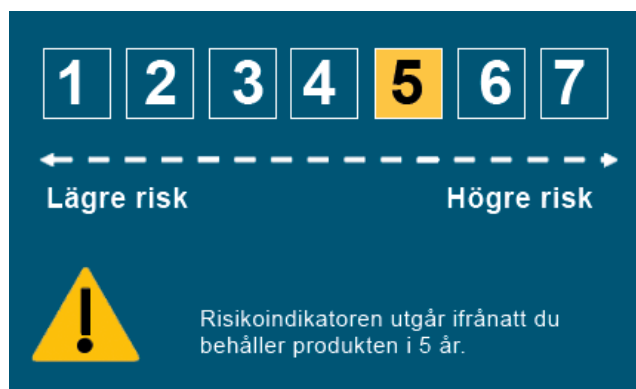 1 2 3 4 5 6 7
Lägre risk Högre risk
Risikoindikatoren utgår ifrånatt du
behåller produkten i 5 år.